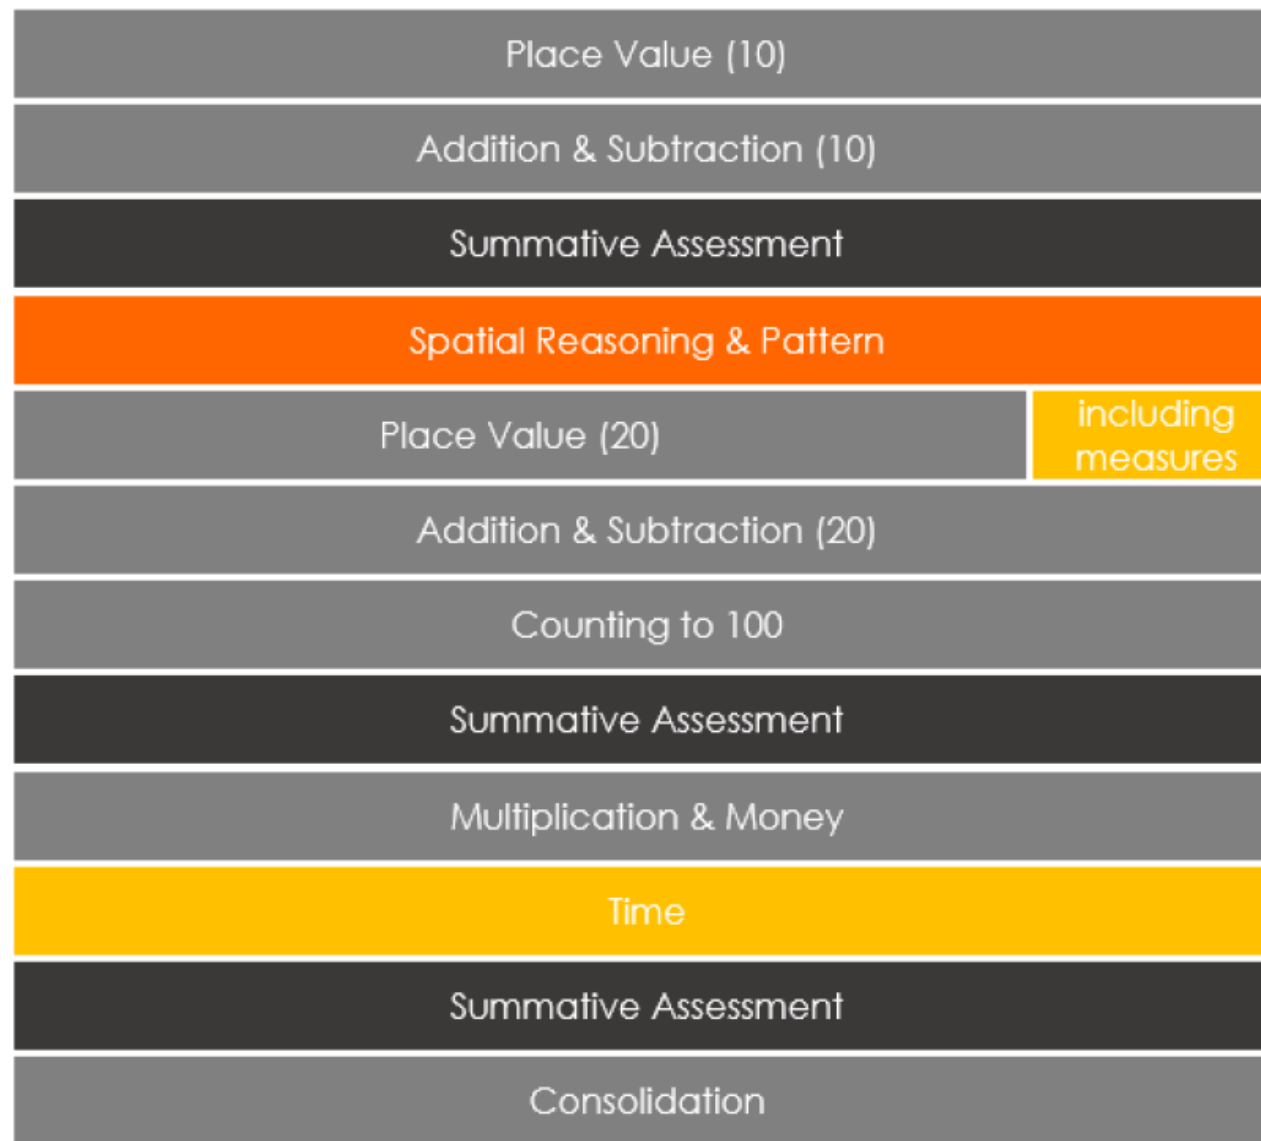 Place Value (10)
Addition & Subtraction (10)
Summative Assessment
Spatial Reasoning & Pattern
Place Value (20)
including
measures
Addition & Subtraction (20)
Counting to 100
Summative Assessment
Multiplication & Money
Time
Summative Assessment
Consolidation